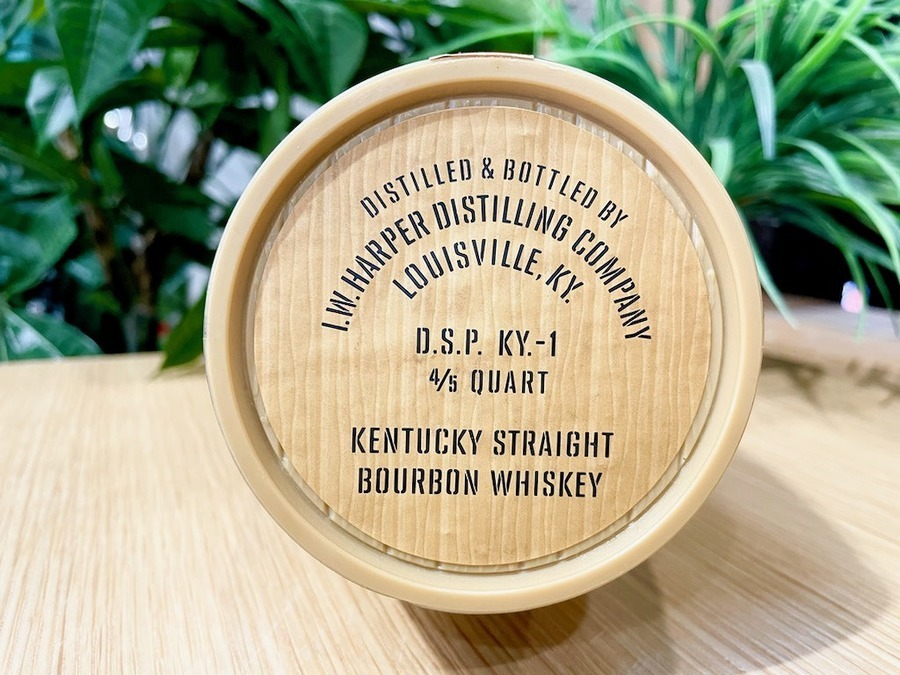 DISTILLED & BOTTLED BY
I.W. HARPER DISTILLING COMPANY
LOUISVILLE, KY.
D.S.P. KY.-1
4/5 QUART
KENTUCKY STRAIGHT
BOURBON WHISKEY